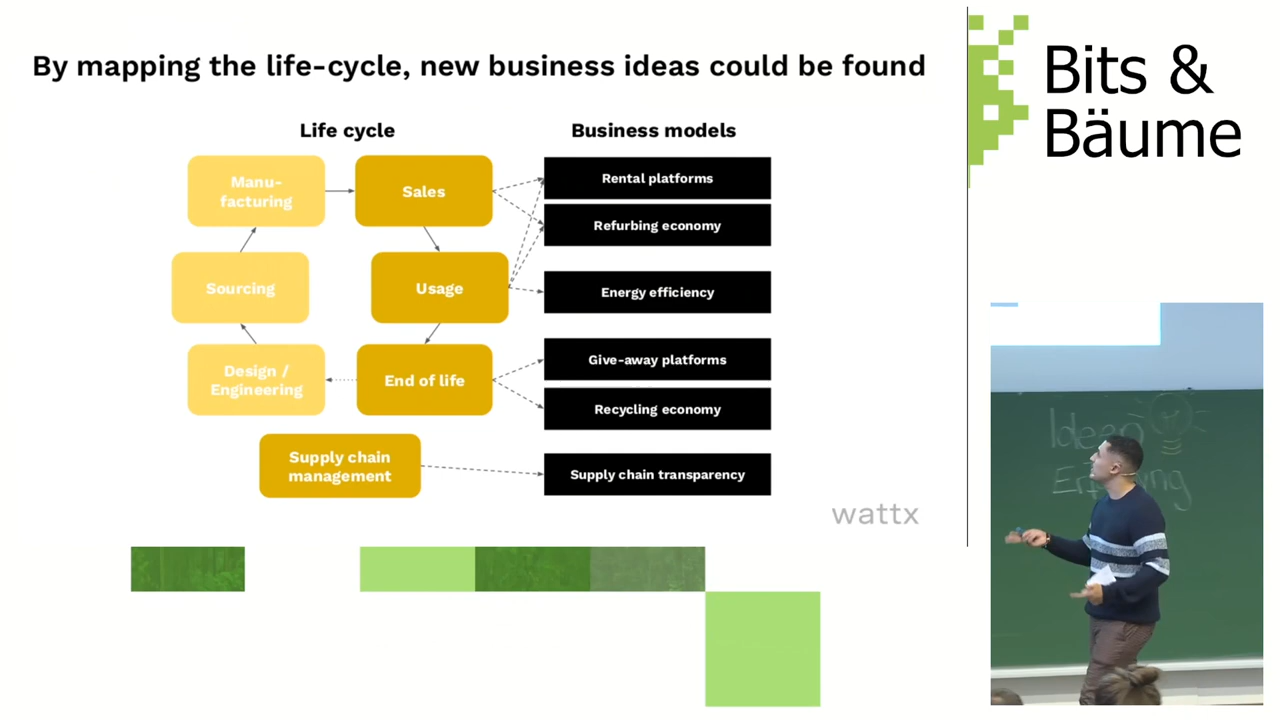 By mapping the life-cycle, new business ideas could be found
Life cycle
Business models
Manu-
facturing
Sales
Sourcing
Usage
Design /
Engineering
End of life
Supply chain
management
Rental platforms
Refurbing economy
Energy efficiency
Give-away platforms
Recycling economy
Supply chain transparency
wattx
Bits &
Bäume
Ideen